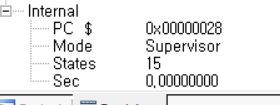 Internal
PC $ 0x00000028
Mode Supervisor
States 15
Sec 0,00000000